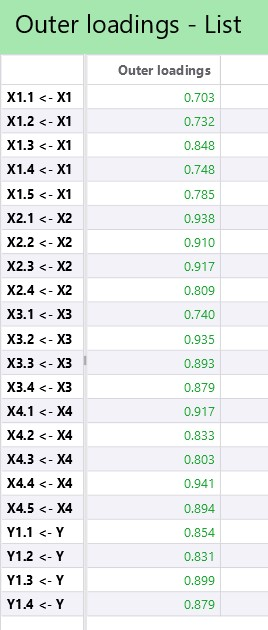 Outer loadings - List
Outer loadings
X1.1 <- X1 0.703
X1.2 <- X1 0.732
X1.3 <- X1 0.848
X1.4 <- X1 0.748
X1.5 <- X1 0.785
X2.1 <- X2 0.938
X2.2 <- X2 0.910
X2.3 <- X2 0.917
X2.4 <- X2 0.809
X3.1 <- X3 0.740
X3.2 <- X3 0.935
X3.3 <- X3 0.893
X3.4 <- X3 0.879
X4.1 <- X4 0.917
X4.2 <- X4 0.833
X4.3 <- X4 0.803
X4.4 <- X4 0.941
X4.5 <- X4 0.894
Y1.1 <- Y 0.854
Y1.2 <- Y 0.831
Y1.3 <- Y 0.899
Y1.4 <- Y 0.879